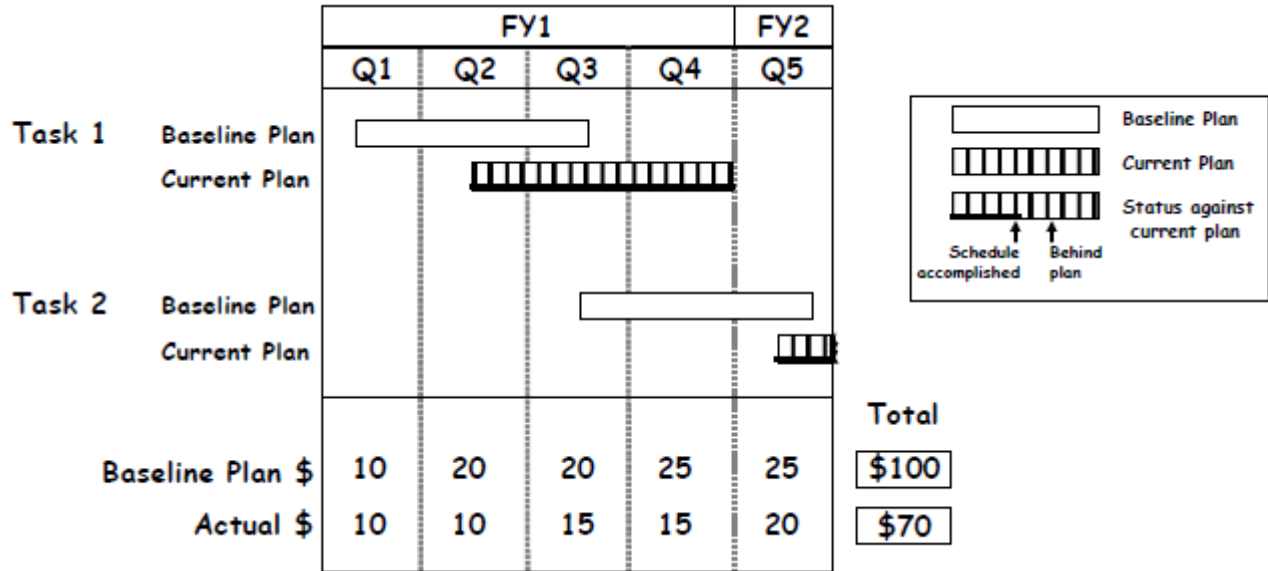 FY1 FY2
Q1 Q2 Q3 Q4 Q5
Task 1 Baseline Plan
Current Plan
Task 2 Baseline Plan
Current Plan
Baseline Plan
Current Plan
Status against
current plan
Schedule
accomplished
Behind
plan
Total
Baseline Plan $ 10 20 20 25 25 $100
Actual $ 10 10 15 15 20 $70